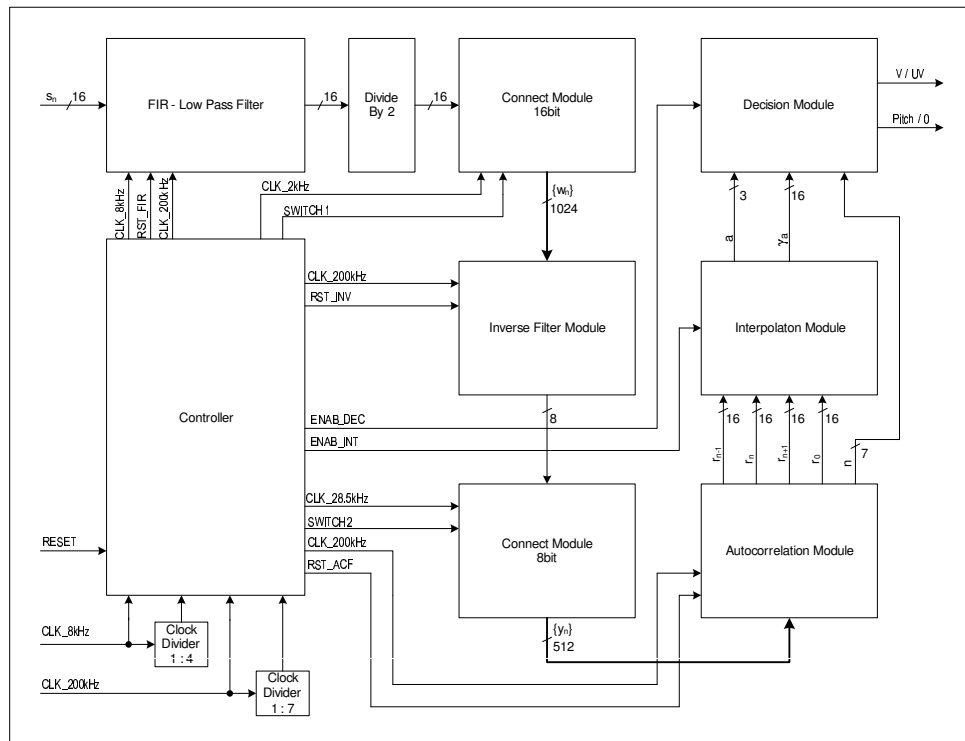 sn 16
FIR - Low Pass Filter
16
Divide
By 2
16
Connect Module
16bit
Decision Module
V / UV
Pitch / 0
CLK_8kHz
RST_FIR
CLK_200kHz
CLK_2kHz
SWITCH1
{wn}
1024
3
16
a
γa
CLK_200kHz
RST_INV
Inverse Filter Module
Interpolaton Module
Controller
ENAB_DEC
ENAB_INT
8
16
16
16
16
rn-1
rn
rn+1
r0
n
7
CLK_28.5kHz
SWITCH2
CLK_200kHz
RST_ACF
Connect Module
8bit
Autocorrelation Module
RESET
CLK_8kHz
Clock
Divider
1 : 4
{yn}
512
CLK_200kHz
Clock
Divider
1 : 7